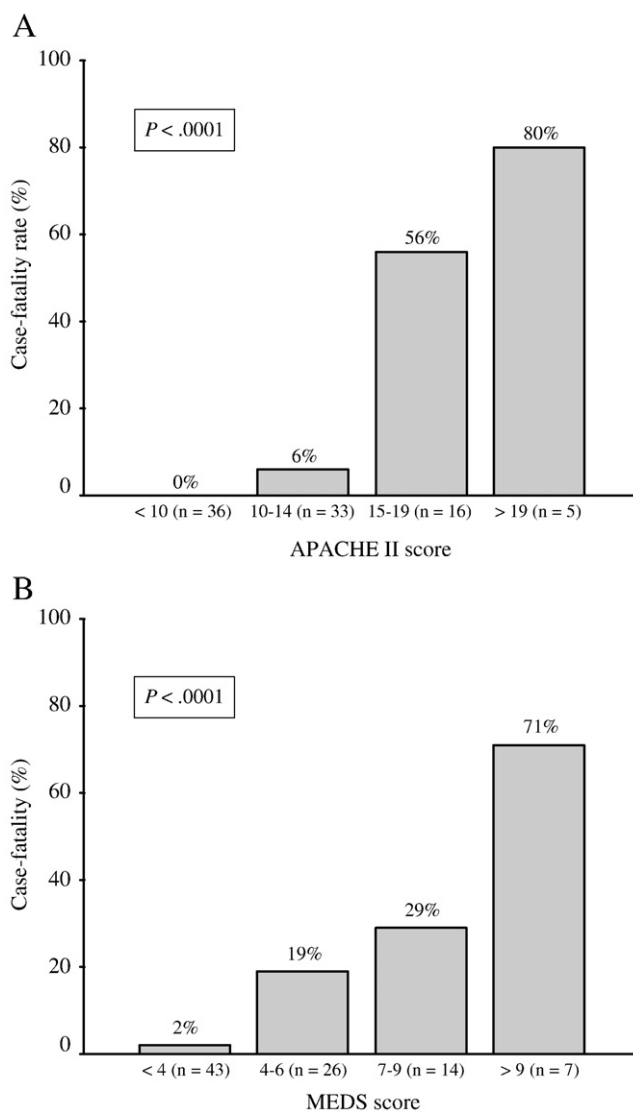 A
100
P < .0001
80%
80
Case-fatality rate (%)
60
56%
40
20
6%
0
0%
< 10 (n = 36) 10-14 (n = 33) 15-19 (n = 16) > 19 (n = 5)
APACHE II score
B
100
P < .0001
80
71%
Case-fatality (%)
60
40
29%
20
19%
2%
0
< 4 (n = 43) 4-6 (n = 26) 7-9 (n = 14) > 9 (n = 7)
MEDS score